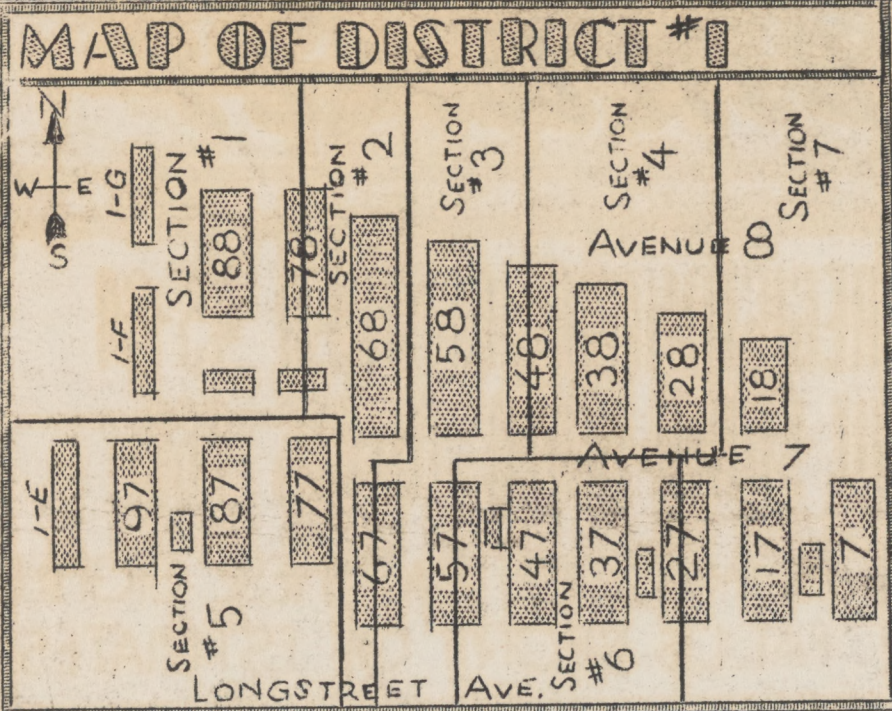 MAP OF DISTRICT #1
N
W E
S
1-G
SECTION #1
88
78
SECTION #2
68
SECTION #3
58
48
SECTION #4
AVENUE 8
38
28
SECTION #7
18
1-F
AVENUE 7
1-E
97
87
77
67
57
47
37
27
17
7
SECTION #5
SECTION #6
LONGSTREET AVE.